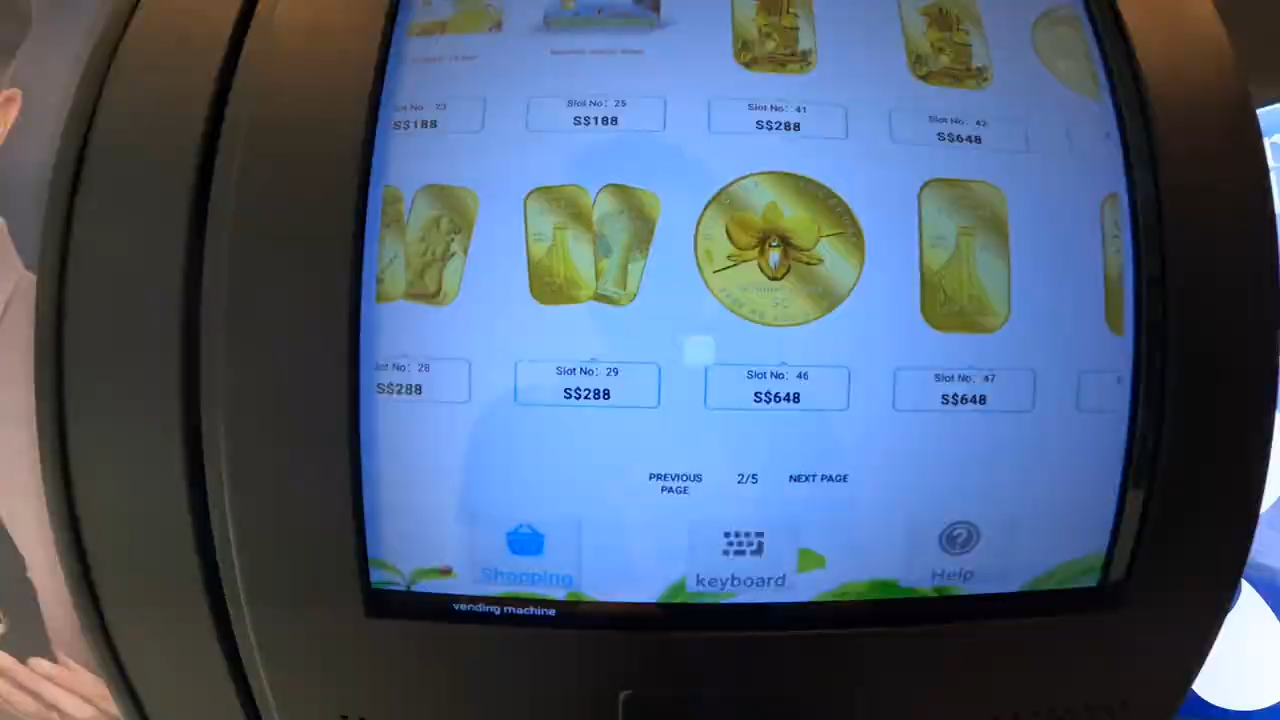 Slot No: 25
S$188
Slot No: 41
S$288
Slot No: 42
S$648
No: 23
S$188
Slot No: 29
S$288
Slot No: 46
S$648
Slot No: 47
S$648
No: 28
S$288
PREVIOUS
PAGE
2/5
NEXT PAGE
Shopping
keyboard
Help
vending machine